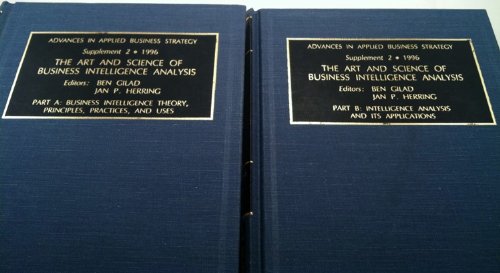 ADVANCES IN APPLIED BUSINESS STRATEGY
Supplement 2 • 1996
THE ART AND SCIENCE OF
BUSINESS INTELLIGENCE ANALYSIS
Editors: BEN GILAD
JAN P. HERRING
PART A: BUSINESS INTELLIGENCE THEORY,
PRINCIPLES, PRACTICES, AND USES
ADVANCES IN APPLIED BUSINESS STRATEGY
Supplement 2 • 1996
THE ART AND SCIENCE OF
BUSINESS INTELLIGENCE ANALYSIS
Editors: BEN GILAD
JAN P. HERRING
PART B: INTELLIGENCE ANALYSIS
AND ITS APPLICATIONS